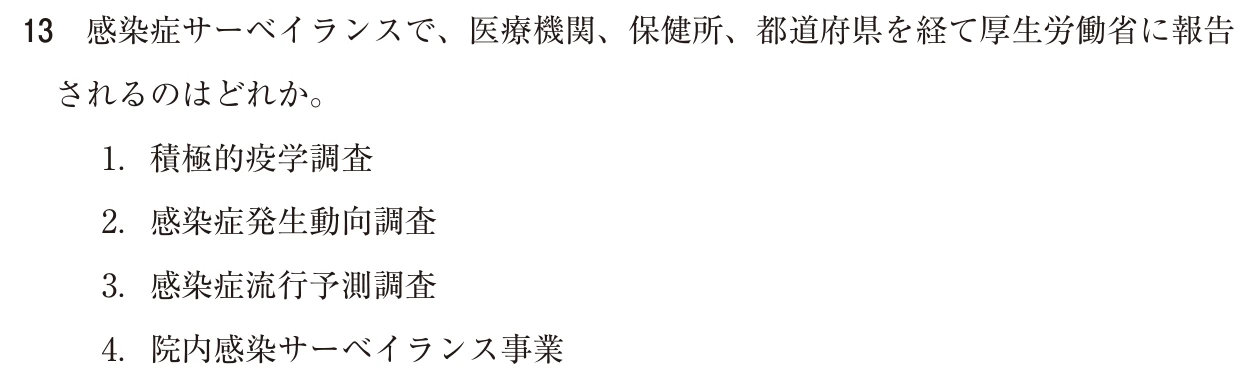 13　感染症サーベイランスで、医療機関、保健所、都道府県を経て厚生労働省に報告
されるのはどれか。
1. 積極的疫学調査
2. 感染症発生動向調査
3. 感染症流行予測調査
4. 院内感染サーベイランス事業